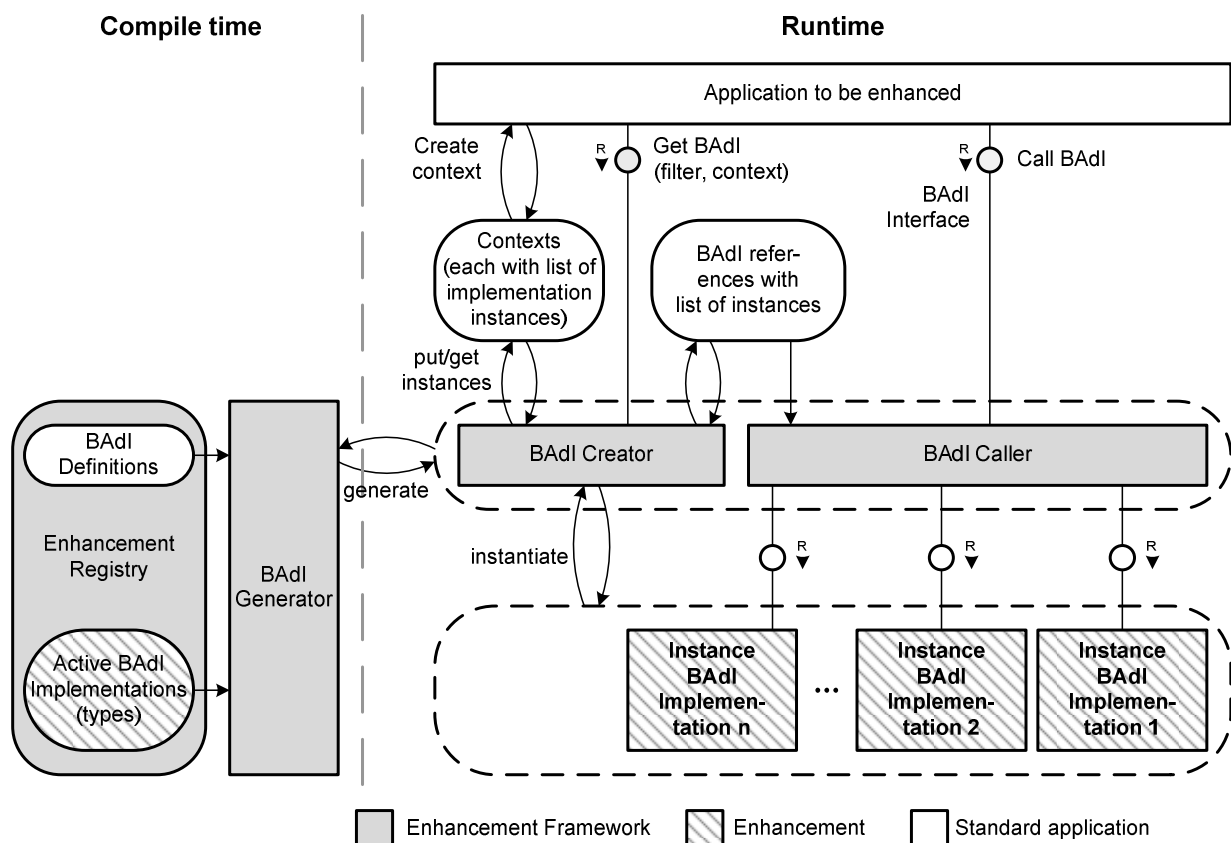 Compile time
Runtime
Application to be enhanced
Create
context
R
Get BAdI
(filter, context)
R
Call BAdI
BAdI
Interface
Contexts
(each with list of
implementation
instances)
BAdI refer-
ences with
list of instances
put/get
instances
BAdI
Definitions
Enhancement
Registry
Active BAdI
Implementations
(types)
BAdI
Generator
generate
BAdI Creator
BAdI Caller
instantiate
R
R
R
Instance
BAdI
Implemen-
tation n
...
Instance
BAdI
Implemen-
tation 2
Instance
BAdI
Implemen-
tation 1
Enhancement Framework
Enhancement
Standard application